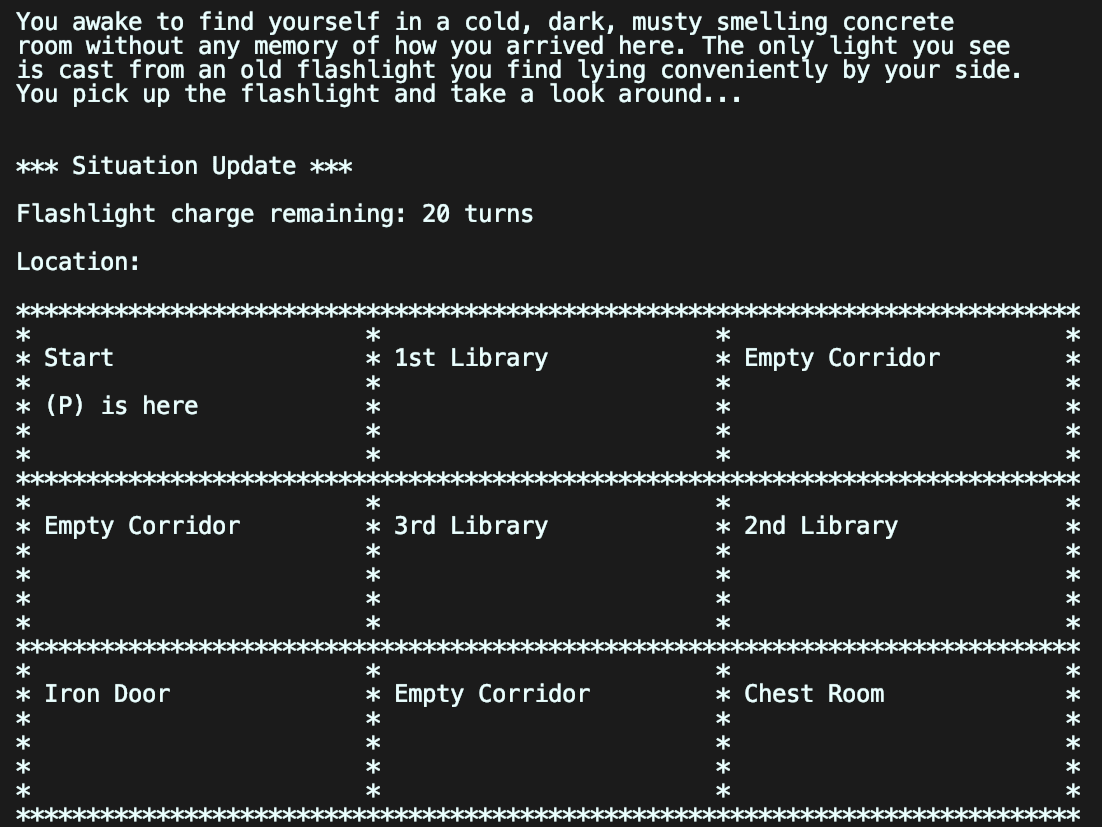 You awake to find yourself in a cold, dark, musty smelling concrete
room without any memory of how you arrived here. The only light you see
is cast from an old flashlight you find lying conveniently by your side.
You pick up the flashlight and take a look around...
*** Situation Update ***
Flashlight charge remaining: 20 turns
Location:
****************************************************************************
*                        *                        *                        *
* Start                  * 1st Library            * Empty Corridor         *
*                        *                        *                        *
* (P) is here            *                        *                        *
*                        *                        *                        *
*                        *                        *                        *
****************************************************************************
*                        *                        *                        *
* Empty Corridor         * 3rd Library            * 2nd Library            *
*                        *                        *                        *
*                        *                        *                        *
*                        *                        *                        *
*                        *                        *                        *
****************************************************************************
*                        *                        *                        *
* Iron Door              * Empty Corridor         * Chest Room             *
*                        *                        *                        *
*                        *                        *                        *
*                        *                        *                        *
*                        *                        *                        *
****************************************************************************